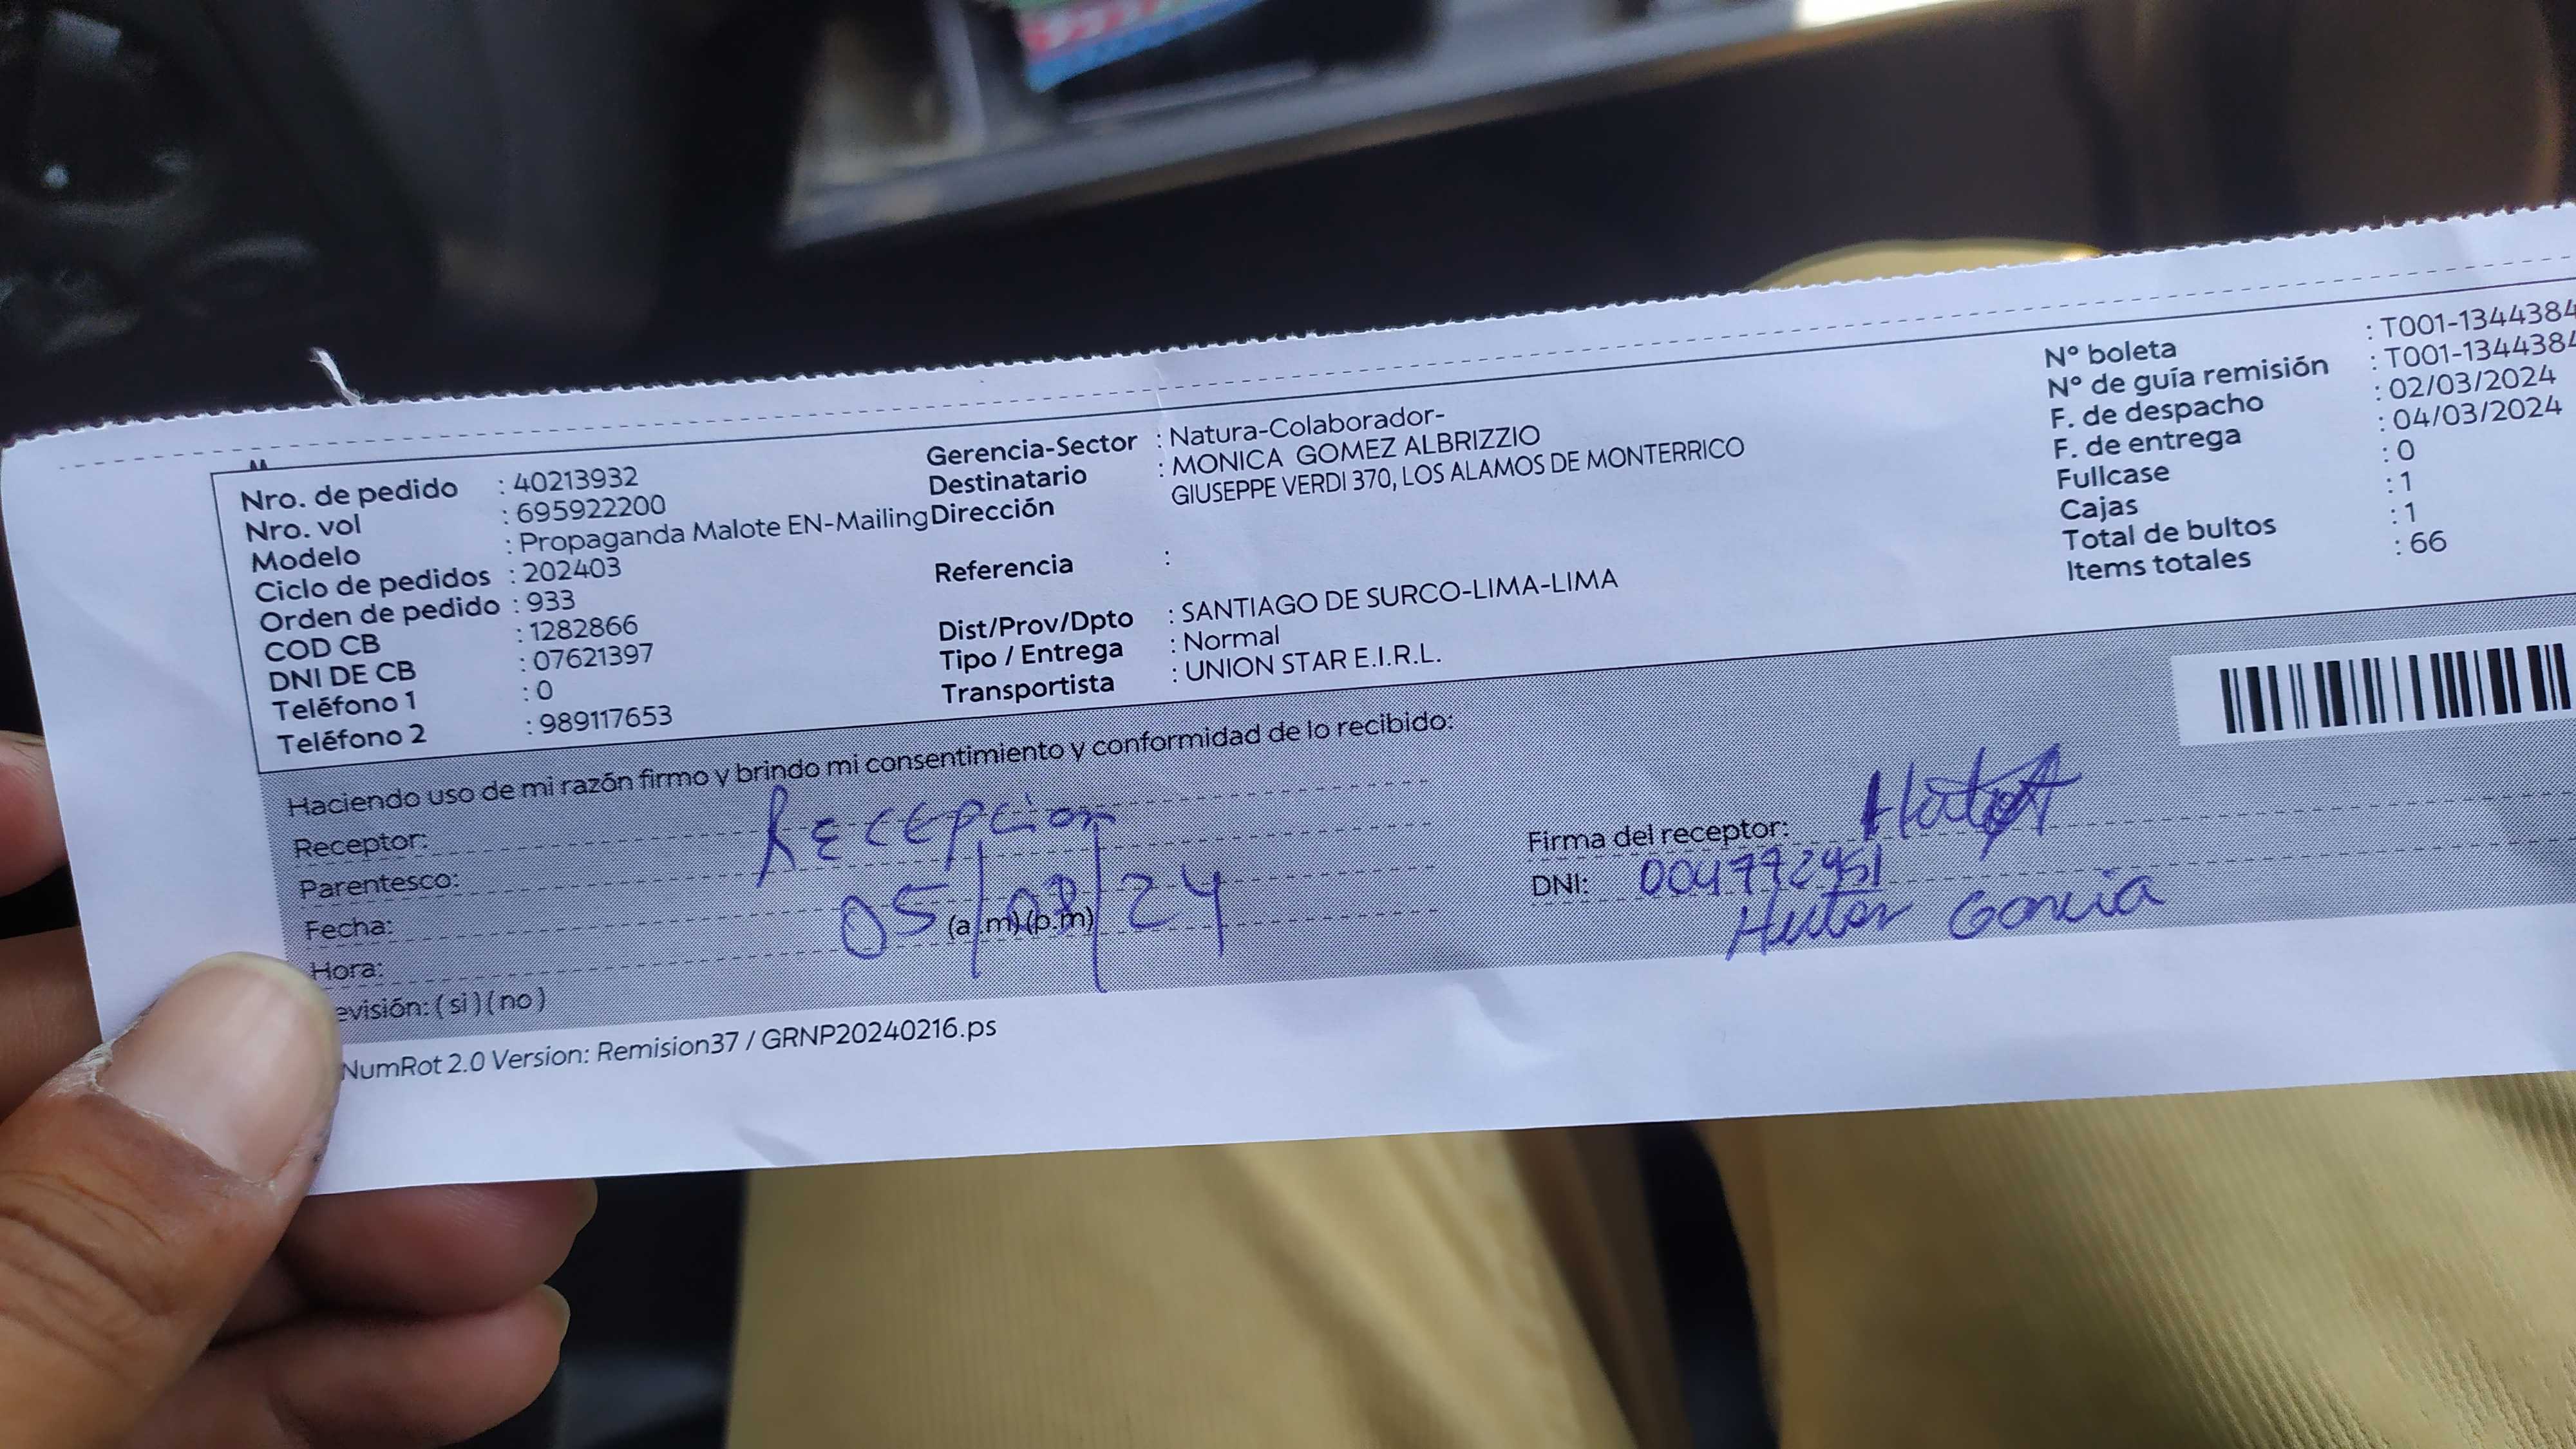 Nro. de pedido : 40213932
Nro. vol : 695922200
Modelo : Propaganda Malote EN-Mailing
Ciclo de pedidos : 202403
Orden de pedido : 933
COD CB : 1282866
DNI DE CB : 07621397
Teléfono 1 : 0
Teléfono 2 : 989117653
Gerencia-Sector : Natura-Colaborador-
Destinatario : MONICA GOMEZ ALBRIZZIO
Dirección GIUSEPPE VERDI 370, LOS ALAMOS DE MONTERRICO
Referencia :
Dist/Prov/Dpto : SANTIAGO DE SURCO-LIMA-LIMA
Tipo / Entrega : Normal
Transportista : UNION STAR E.I.R.L.
N° boleta : T001-1344384
N° de guía remisión : T001-1344384
F. de despacho : 02/03/2024
F. de entrega : 04/03/2024
Fullcase : 0
Cajas : 1
Total de bultos : 1
Items totales : 66
Haciendo uso de mi razón firmo y brindo mi consentimiento y conformidad de lo recibido:
Receptor: Recepcion
Parentesco:
Fecha: 05/03/24
Hora: (a.m)(p.m)
evisión: ( si ) ( no )
Firma del receptor:
DNI: 004792451
Hector Garcia
NumRot 2.0 Version: Remision37 / GRNP20240216.ps